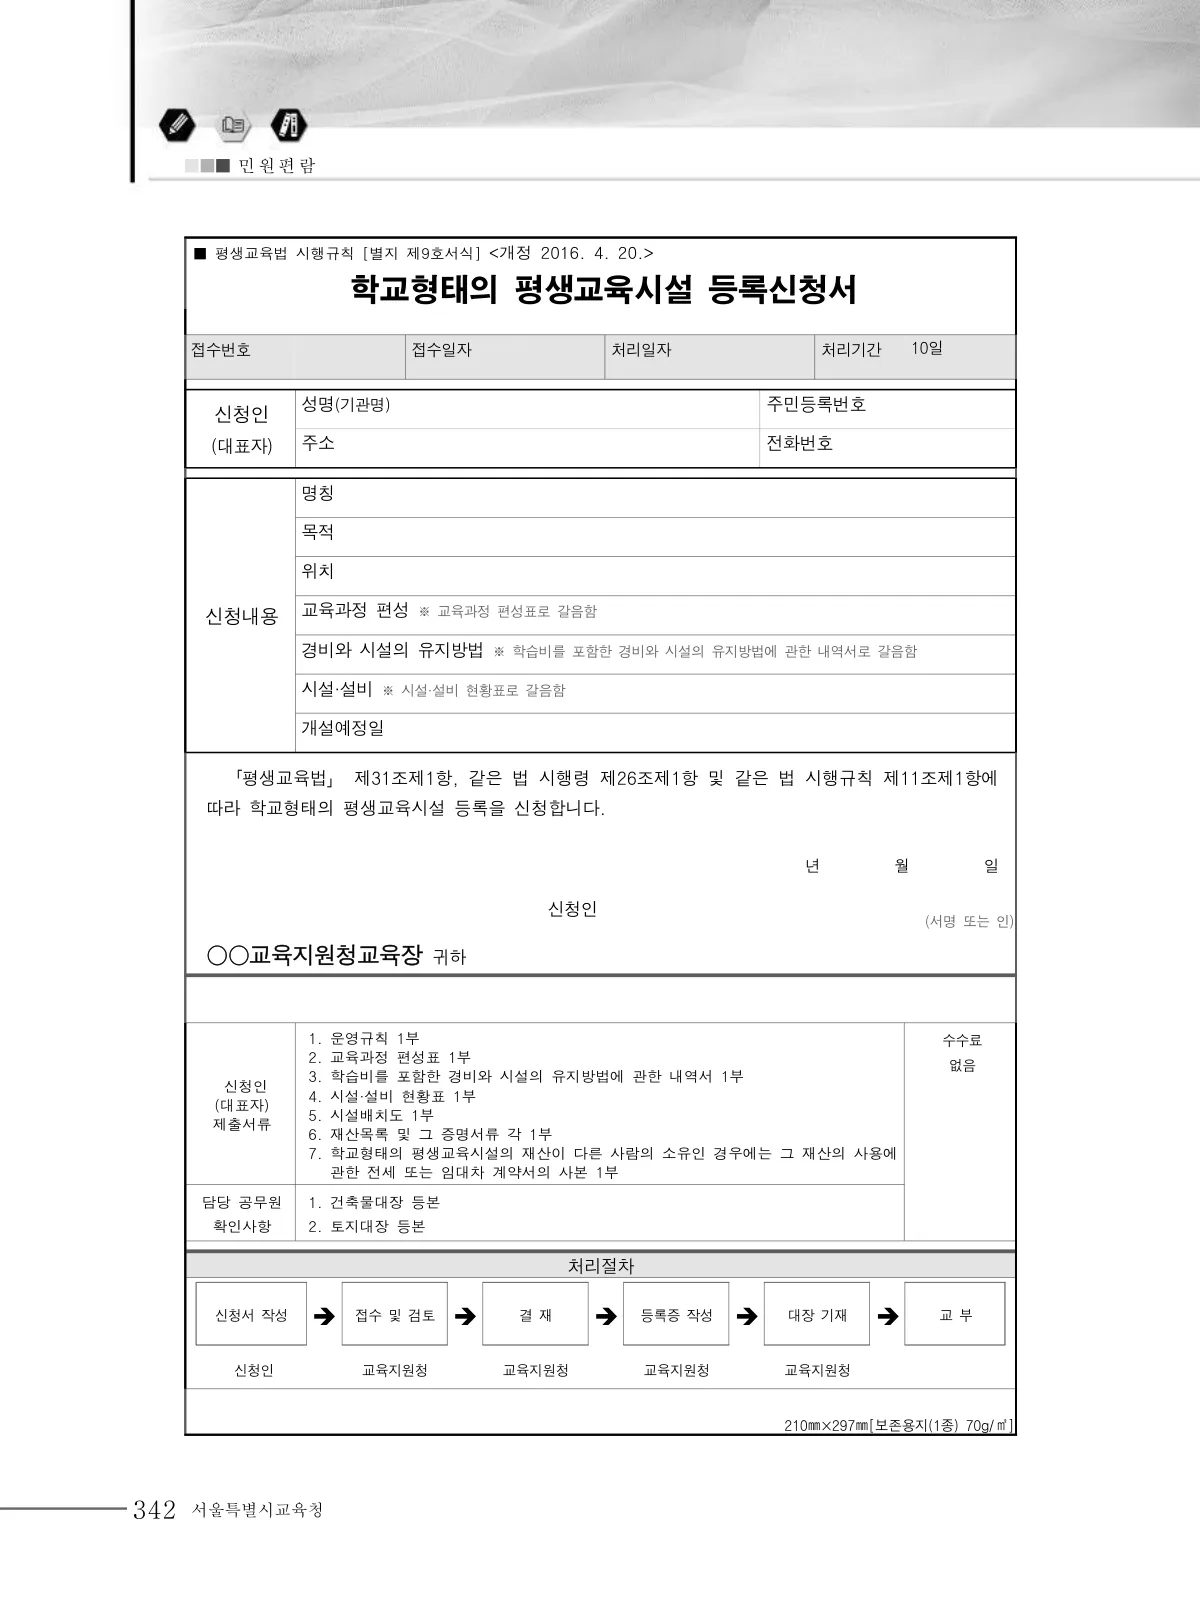 민원편람
■ 평생교육법 시행규칙 [별지 제9호서식] <개정 2016. 4. 20.>
학교형태의 평생교육시설 등록신청서
접수번호 접수일자 처리일자 처리기간 10일
신청인
(대표자)
성명(기관명) 주민등록번호
주소 전화번호
신청내용
명칭
목적
위치
교육과정 편성 ※ 교육과정 편성표로 갈음함
경비와 시설의 유지방법 ※ 학습비를 포함한 경비와 시설의 유지방법에 관한 내역서로 갈음함
시설·설비 ※ 시설·설비 현황표로 갈음함
개설예정일
「평생교육법」 제31조제1항, 같은 법 시행령 제26조제1항 및 같은 법 시행규칙 제11조제1항에
따라 학교형태의 평생교육시설 등록을 신청합니다.
년 월 일
신청인
(서명 또는 인)
○○교육지원청교육장 귀하
신청인
(대표자)
제출서류
1. 운영규칙 1부
2. 교육과정 편성표 1부
3. 학습비를 포함한 경비와 시설의 유지방법에 관한 내역서 1부
4. 시설·설비 현황표 1부
5. 시설배치도 1부
6. 재산목록 및 그 증명서류 각 1부
7. 학교형태의 평생교육시설의 재산이 다른 사람의 소유인 경우에는 그 재산의 사용에
관한 전세 또는 임대차 계약서의 사본 1부
수수료
없음
담당 공무원
확인사항
1. 건축물대장 등본
2. 토지대장 등본
처리절차
신청서 작성 → 접수 및 검토 → 결 재 → 등록증 작성 → 대장 기재 → 교 부
신청인 교육지원청 교육지원청 교육지원청 교육지원청
210㎜×297㎜[보존용지(1종) 70g/㎡]
342 서울특별시교육청